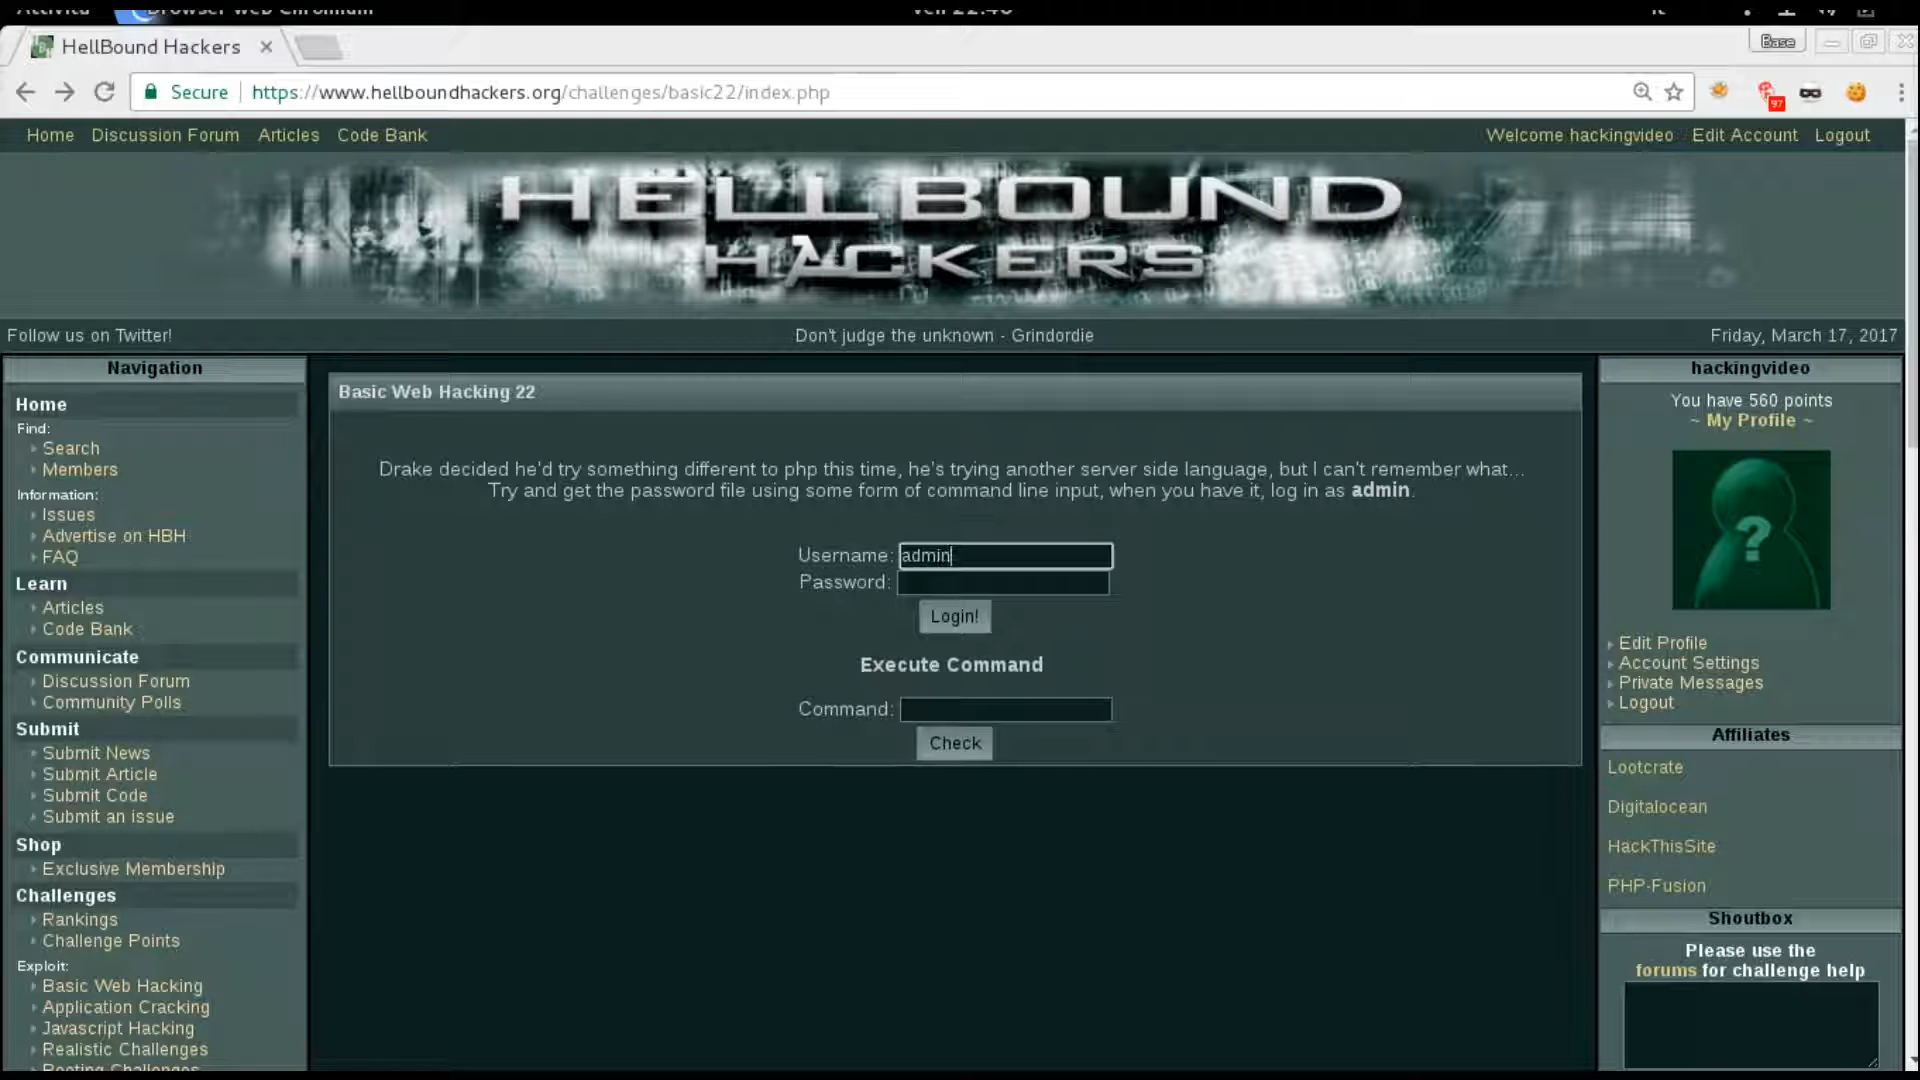 HellBound Hackers
Base
Secure
https://www.hellboundhackers.org/challenges/basic22/index.php
97
Home Discussion Forum Articles Code Bank
Welcome hackingvideo Edit Account Logout
HELLBOUND
HACKERS
Follow us on Twitter!
Don't judge the unknown - Grindordie
Friday, March 17, 2017
Navigation
Home
Find:
Search
Members
Information:
Issues
Advertise on HBH
FAQ
Learn
Articles
Code Bank
Communicate
Discussion Forum
Community Polls
Submit
Submit News
Submit Article
Submit Code
Submit an issue
Shop
Exclusive Membership
Challenges
Rankings
Challenge Points
Exploit:
Basic Web Hacking
Application Cracking
Javascript Hacking
Realistic Challenges
Basic Web Hacking 22
Drake decided he'd try something different to php this time, he's trying another server side language, but I can't remember what...
Try and get the password file using some form of command line input, when you have it, log in as admin.
Username: admin
Password:
Login!
Execute Command
Command:
Check
hackingvideo
You have 560 points
~ My Profile ~
?
Edit Profile
Account Settings
Private Messages
Logout
Affiliates
Lootcrate
Digitalocean
HackThisSite
PHP-Fusion
Shoutbox
Please use the
forums for challenge help